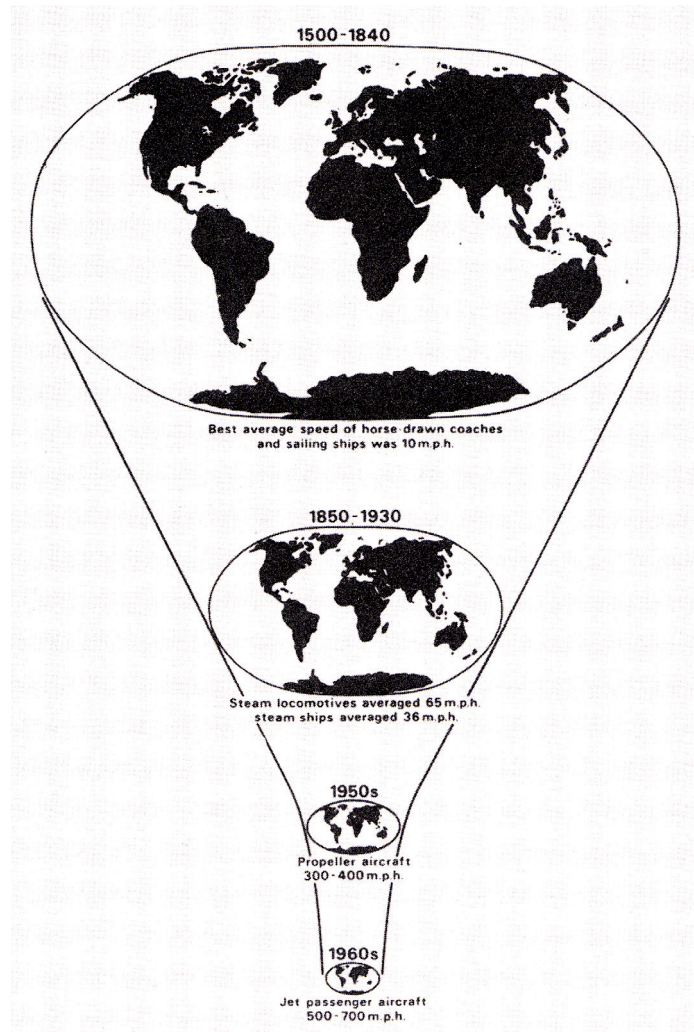 1500-1840
Best average speed of horse-drawn coaches
and sailing ships was 10 m.p.h.
1850-1930
Steam locomotives averaged 65 m.p.h.
steam ships averaged 36 m.p.h.
1950s
Propeller aircraft
300-400 m.p.h.
1960s
Jet passenger aircraft
500-700 m.p.h.